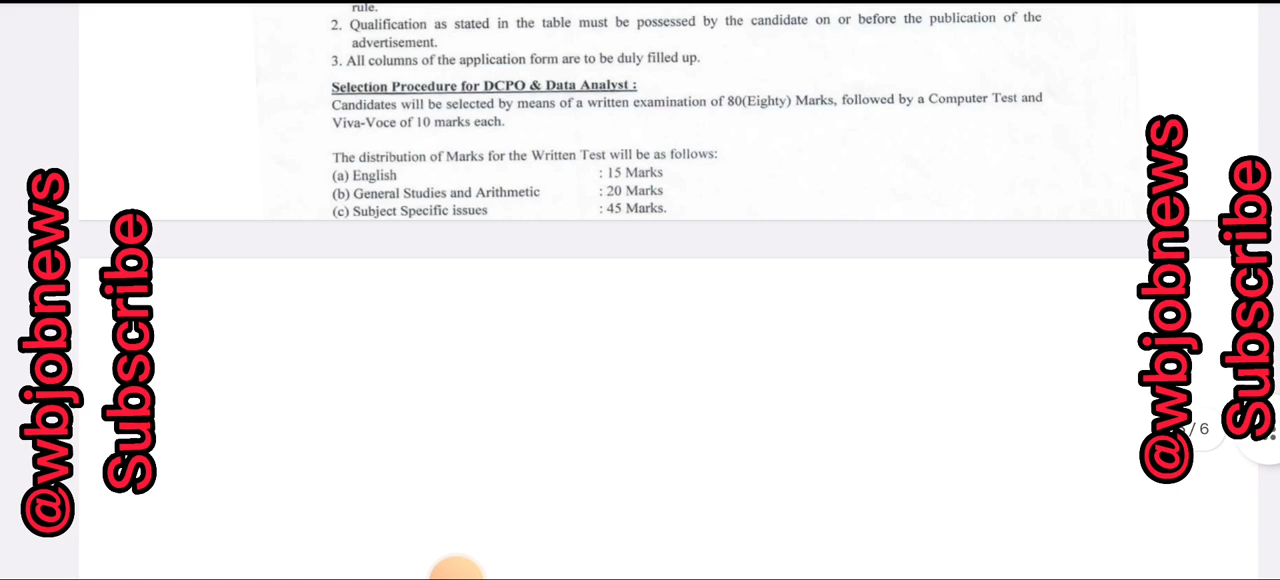 rule.
2. Qualification as stated in the table must be possessed by the candidate on or before the publication of the
advertisement.
3. All columns of the application form are to be duly filled up.
Selection Procedure for DCPO & Data Analyst :
Candidates will be selected by means of a written examination of 80(Eighty) Marks, followed by a Computer Test and
Viva-Voce of 10 marks each.
The distribution of Marks for the Written Test will be as follows:
(a) English : 15 Marks
(b) General Studies and Arithmetic : 20 Marks
(c) Subject Specific issues : 45 Marks.
@wbjobnews
Subscribe
@wbjobnews
Subscribe
/ 6